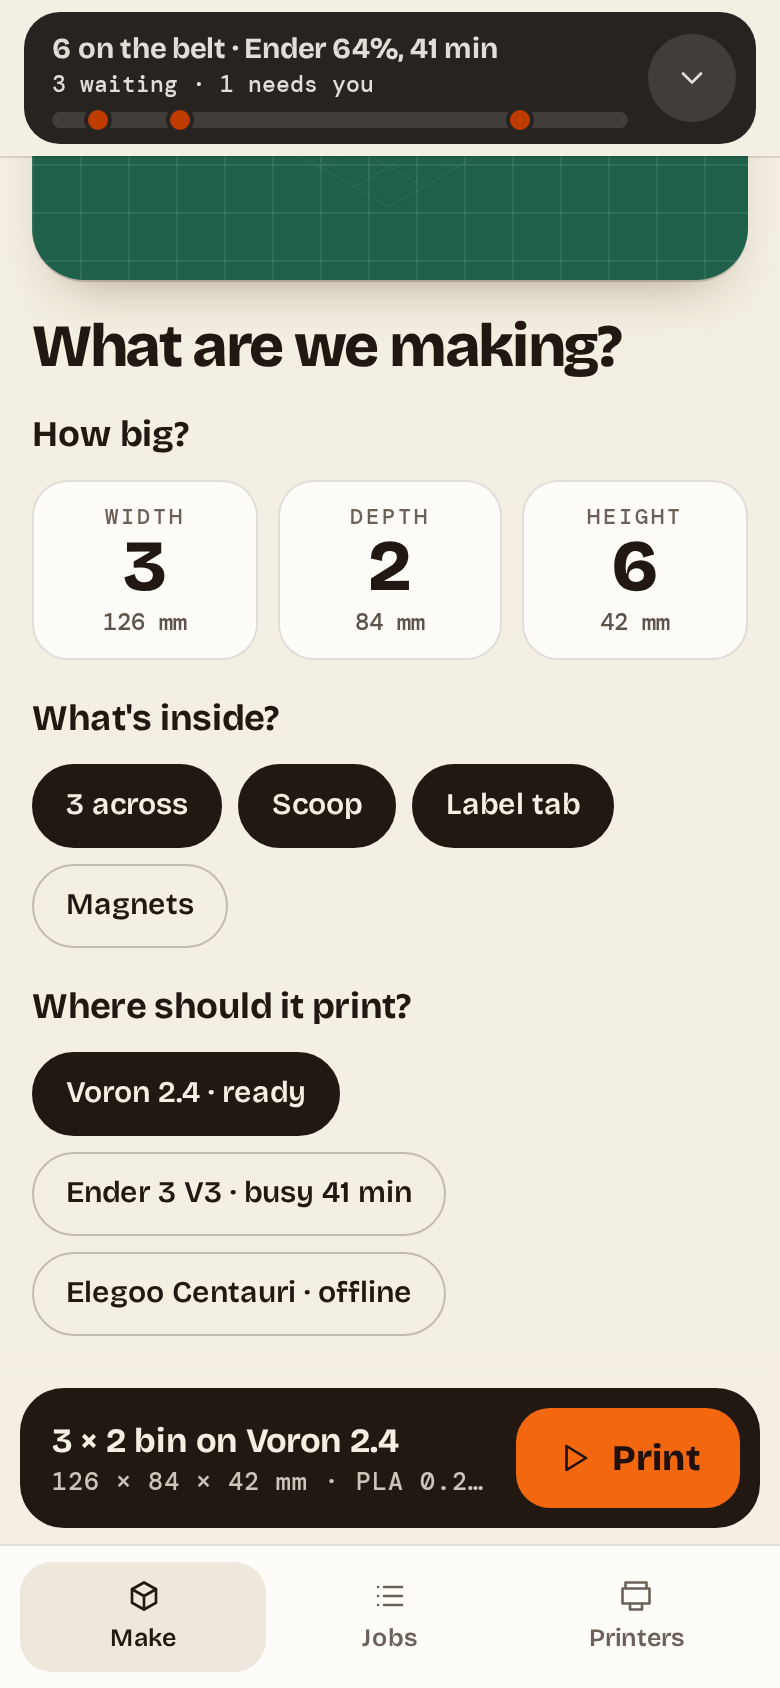 6 on the belt · Ender 64%, 41 min
3 waiting · 1 needs you
What are we making?
How big?
WIDTH
3
126 mm
DEPTH
2
84 mm
HEIGHT
6
42 mm
What's inside?
3 across
Scoop
Label tab
Magnets
Where should it print?
Voron 2.4 · ready
Ender 3 V3 · busy 41 min
Elegoo Centauri · offline
3 × 2 bin on Voron 2.4
126 × 84 × 42 mm · PLA 0.2…
Print
Make
Jobs
Printers